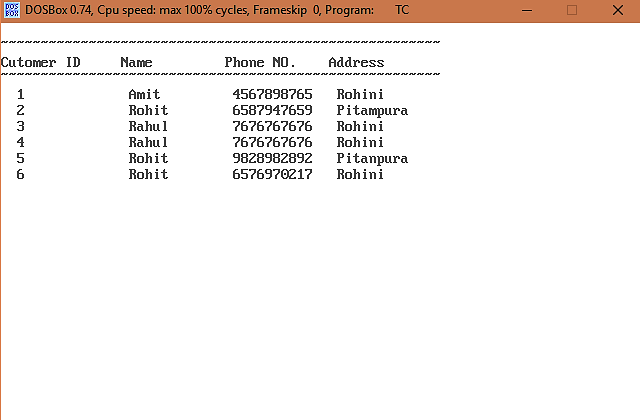 DOS BOX DOSBox 0.74, Cpu speed: max 100% cycles, Frameskip 0, Program: TC
~~~~~~~~~~~~~~~~~~~~~~~~~~~~~~~~~~~~~~~~~~~~~~~~~~~~~~~
Cutomer ID     Name         Phone NO.    Address
~~~~~~~~~~~~~~~~~~~~~~~~~~~~~~~~~~~~~~~~~~~~~~~~~~~~~~~
1             Amit         4567898765   Rohini
2             Rohit        6587947659   Pitampura
3             Rahul        7676767676   Rohini
4             Rahul        7676767676   Rohini
5             Rohit        9828982892   Pitanpura
6             Rohit        6576970217   Rohini